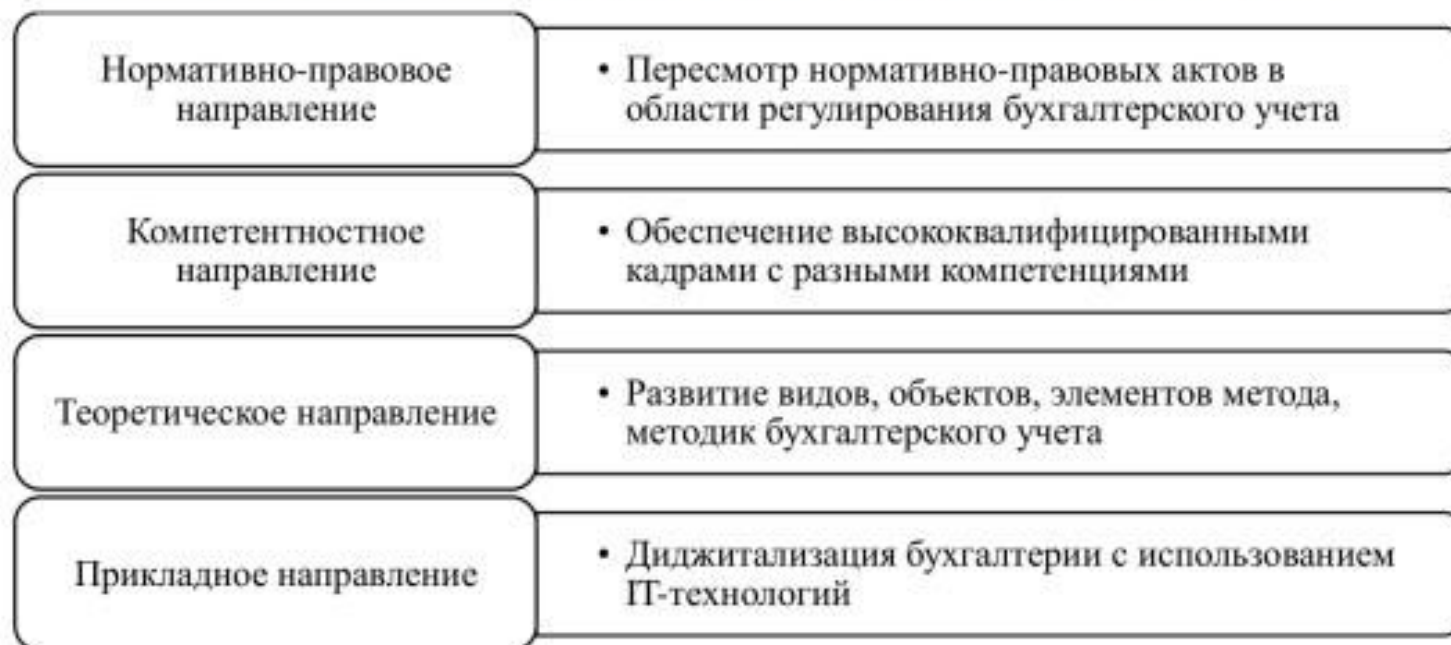 Нормативно-правовое
направление
• Пересмотр нормативно-правовых актов в
области регулирования бухгалтерского учета
Компетентностное
направление
• Обеспечение высококвалифицированными
кадрами с разными компетенциями
Теоретическое направление
• Развитие видов, объектов, элементов метода,
методик бухгалтерского учета
Прикладное направление
• Диджитализация бухгалтерии с использованием
IT-технологий